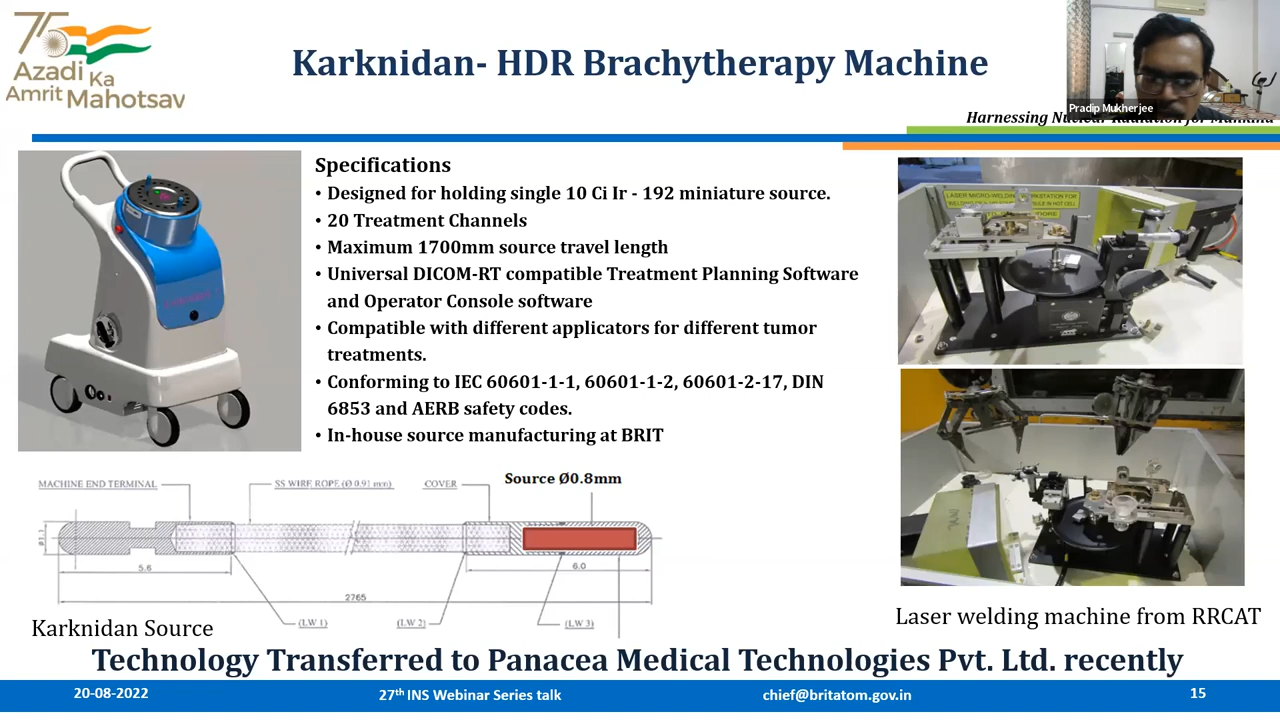 75
Azadi Ka
Amrit Mahotsav
Karknidan- HDR Brachytherapy Machine
Pradip Mukherjee
Harnessing Nuclear Radiation for Mankind
Specifications
• Designed for holding single 10 Ci Ir - 192 miniature source.
• 20 Treatment Channels
• Maximum 1700mm source travel length
• Universal DICOM-RT compatible Treatment Planning Software
and Operator Console software
• Compatible with different applicators for different tumor
treatments.
• Conforming to IEC 60601-1-1, 60601-1-2, 60601-2-17, DIN
6853 and AERB safety codes.
• In-house source manufacturing at BRIT
LASER MICRO-WELDING
Source Ø0.8mm
MACHINE END TERMINAL
SS WIRE ROPE (Ø 0.91 mm)
COVER
Ø1.1
5.6
6.0
2765
(LW 1)
(LW 2)
(LW 3)
Karknidan Source
Laser welding machine from RRCAT
Technology Transferred to Panacea Medical Technologies Pvt. Ltd. recently
20-08-2022
27th INS Webinar Series talk
chief@britatom.gov.in
15